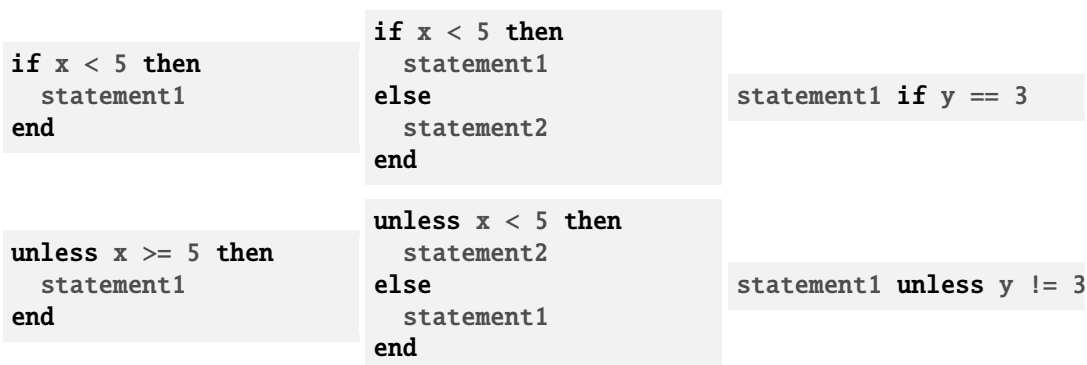 if x < 5 then
  statement1
end
if x < 5 then
  statement1
else
  statement2
end
statement1 if y == 3
unless x >= 5 then
  statement1
end
unless x < 5 then
  statement2
else
  statement1
end
statement1 unless y != 3